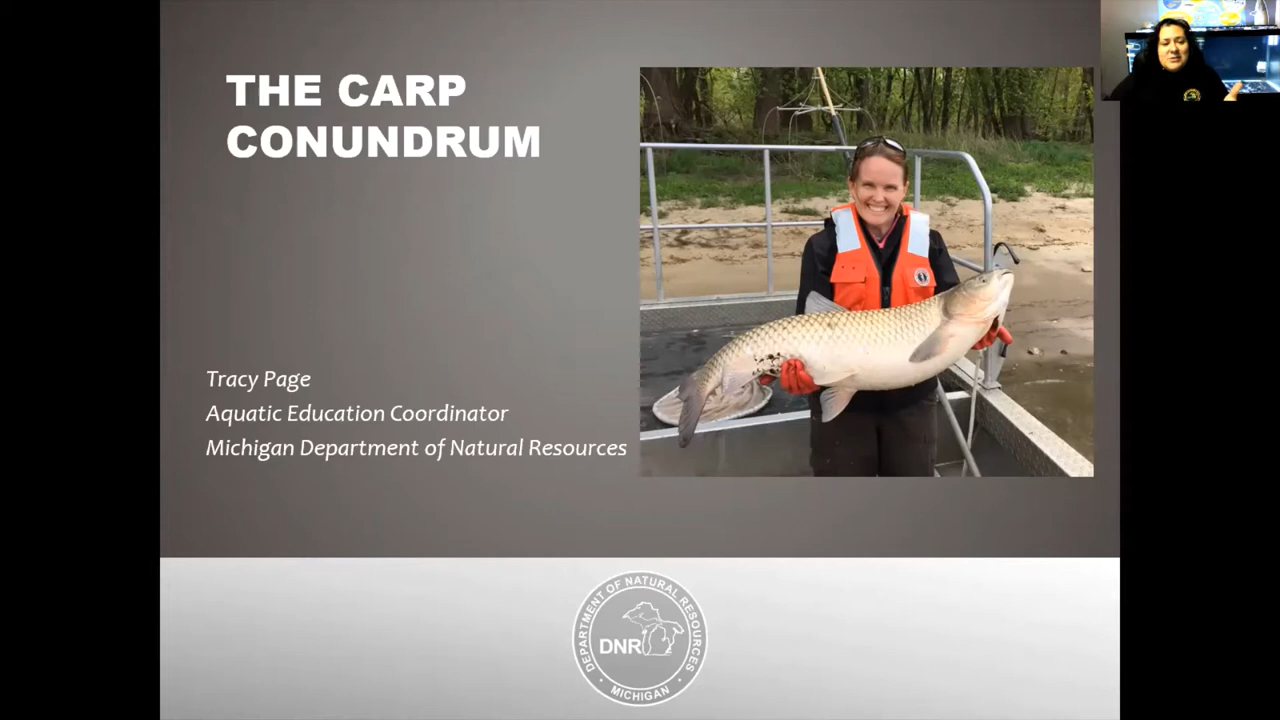 THE CARP
CONUNDRUM
Tracy Page
Aquatic Education Coordinator
Michigan Department of Natural Resources
DEPARTMENT OF NATURAL RESOURCES
DNR
MICHIGAN